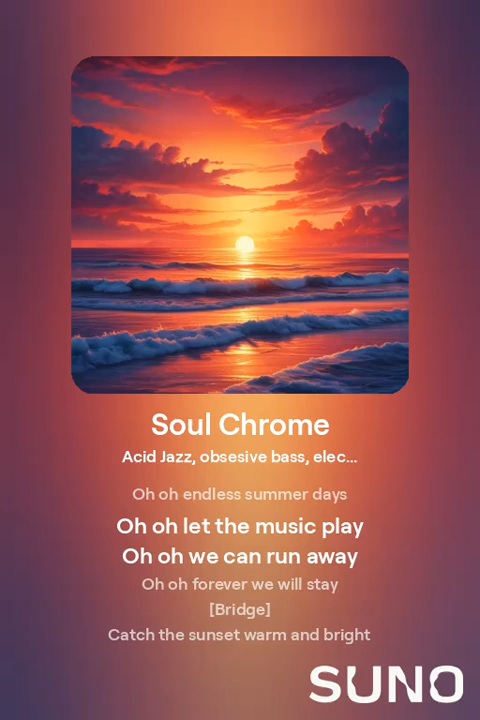 Soul Chrome
Acid Jazz, obsesive bass, elec...
Oh oh endless summer days
Oh oh let the music play
Oh oh we can run away
Oh oh forever we will stay
[Bridge]
Catch the sunset warm and bright
SUNO